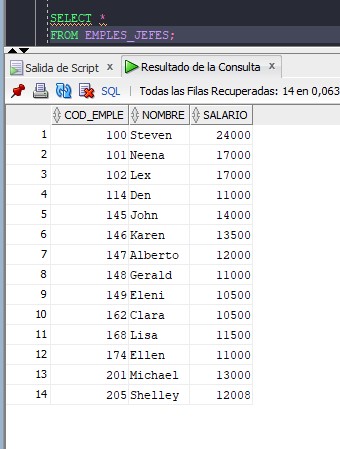 SELECT *
FROM EMPLES_JEFES;
Salida de Script x Resultado de la Consulta x
SQL | Todas las Filas Recuperadas: 14 en 0,063
COD_EMPLE NOMBRE SALARIO
1 100 Steven 24000
2 101 Neena 17000
3 102 Lex 17000
4 114 Den 11000
5 145 John 14000
6 146 Karen 13500
7 147 Alberto 12000
8 148 Gerald 11000
9 149 Eleni 10500
10 162 Clara 10500
11 168 Lisa 11500
12 174 Ellen 11000
13 201 Michael 13000
14 205 Shelley 12008